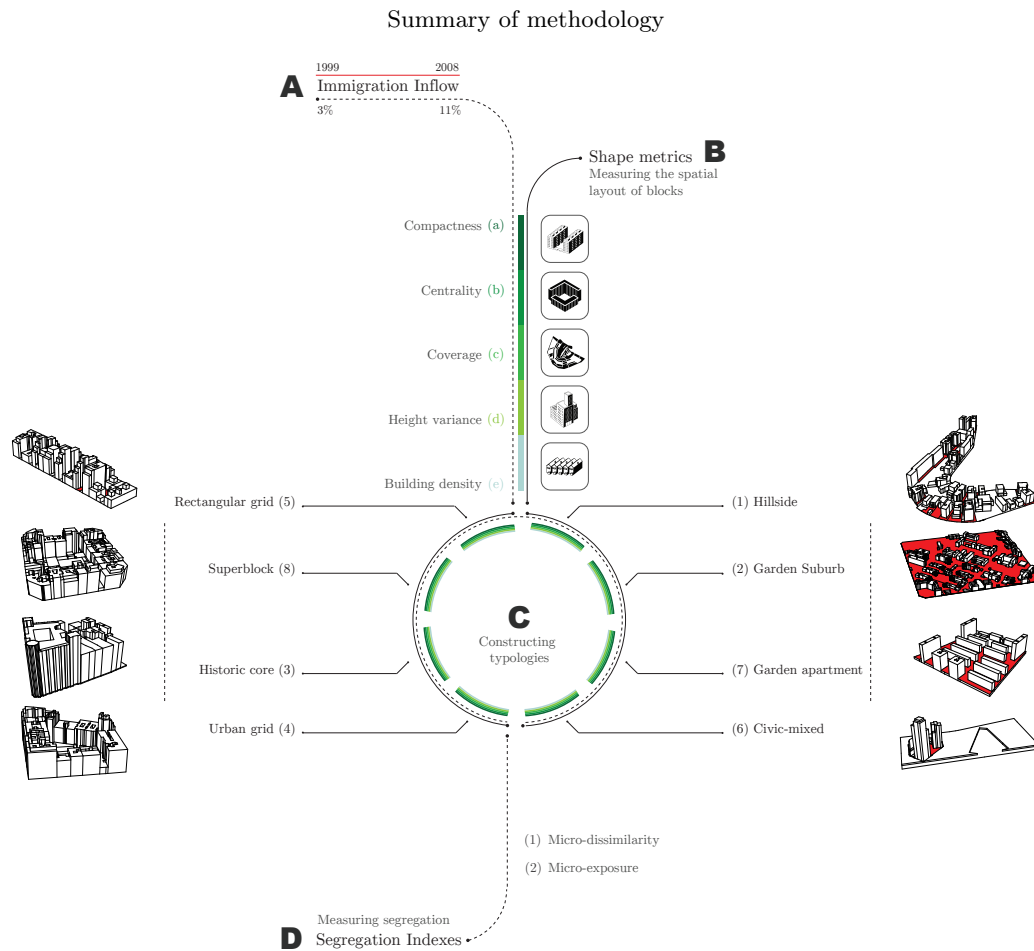 Summary of methodology
1999 2008
A Immigration Inflow
3% 11%
Shape metrics B
Measuring the spatial
layout of blocks
Compactness (a)
Centrality (b)
Coverage (c)
Height variance (d)
Building density (e)
Rectangular grid (5)
(1) Hillside
Superblock (8)
(2) Garden Suburb
C
Constructing
typologies
Historic core (3)
(7) Garden apartment
Urban grid (4)
(6) Civic-mixed
(1) Micro-dissimilarity
(2) Micro-exposure
Measuring segregation
D Segregation Indexes